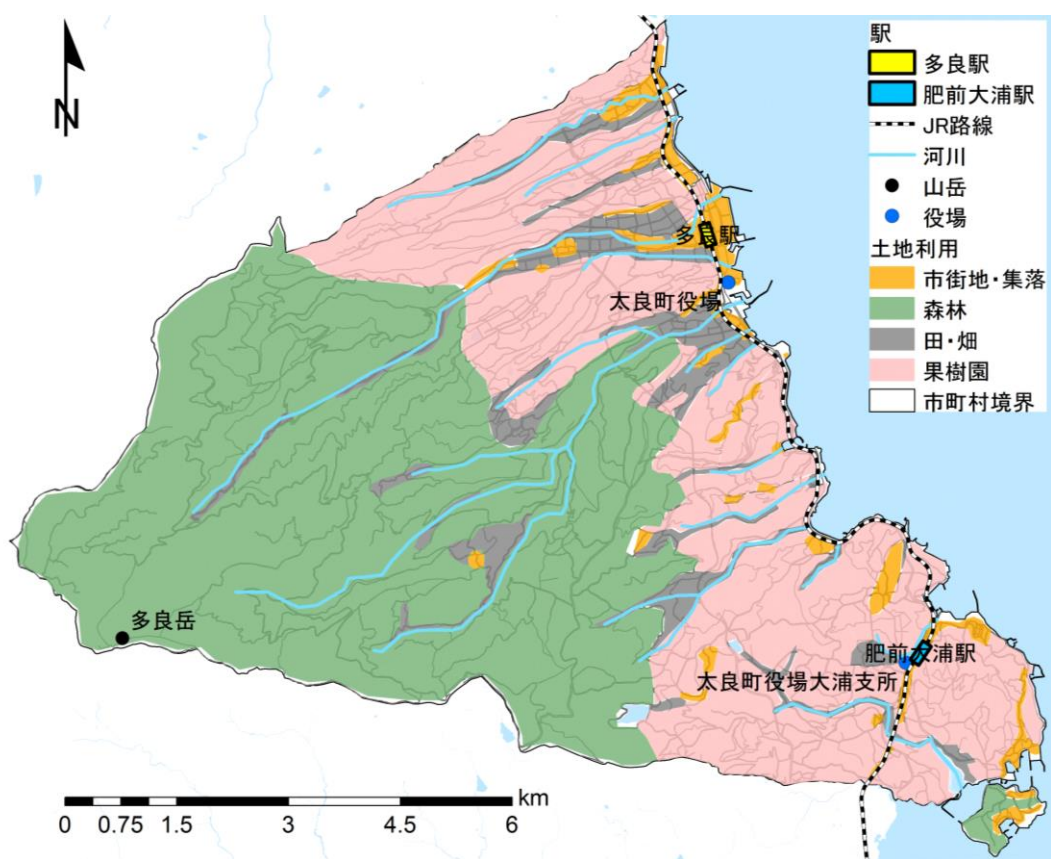 N
駅
多良駅
肥前大浦駅
JR路線
河川
山岳
役場
土地利用
市街地・集落
森林
田・畑
果樹園
市町村境界
多良駅
太良町役場
多良岳
肥前大浦駅
太良町役場大浦支所
km
0 0.75 1.5 3 4.5 6